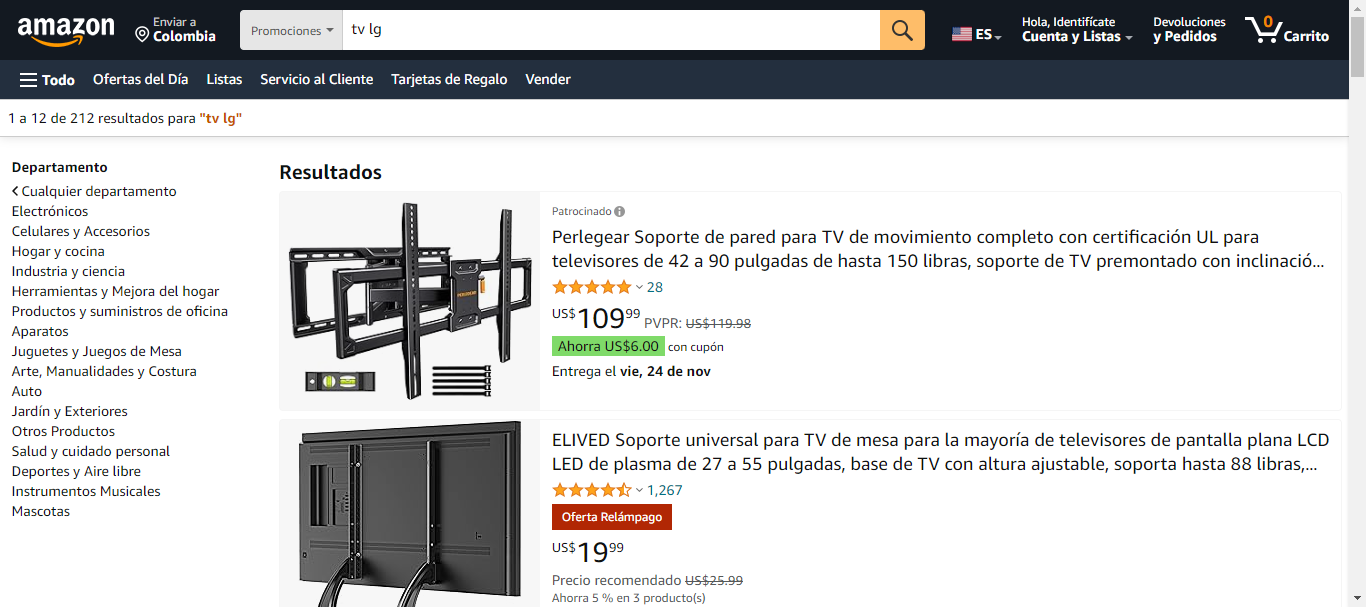 amazon
Enviar a
Colombia
Promociones
tv lg
ES
Hola, Identifícate
Cuenta y Listas
Devoluciones
y Pedidos
0
Carrito
Todo
Ofertas del Día
Listas
Servicio al Cliente
Tarjetas de Regalo
Vender
1 a 12 de 212 resultados para "tv lg"
Departamento
Cualquier departamento
Electrónicos
Celulares y Accesorios
Hogar y cocina
Industria y ciencia
Herramientas y Mejora del hogar
Productos y suministros de oficina
Aparatos
Juguetes y Juegos de Mesa
Arte, Manualidades y Costura
Auto
Jardín y Exteriores
Otros Productos
Salud y cuidado personal
Deportes y Aire libre
Instrumentos Musicales
Mascotas
Resultados
Patrocinado
Perlegear Soporte de pared para TV de movimiento completo con certificación UL para
televisores de 42 a 90 pulgadas de hasta 150 libras, soporte de TV premontado con inclinació...
28
US$109.99 PVPR: US$119.98
Ahorra US$6.00 con cupón
Entrega el vie, 24 de nov
ELIVED Soporte universal para TV de mesa para la mayoría de televisores de pantalla plana LCD
LED de plasma de 27 a 55 pulgadas, base de TV con altura ajustable, soporta hasta 88 libras,...
1,267
Oferta Relámpago
US$19.99
Precio recomendado US$25.99
Ahorra 5 % en 3 producto(s)